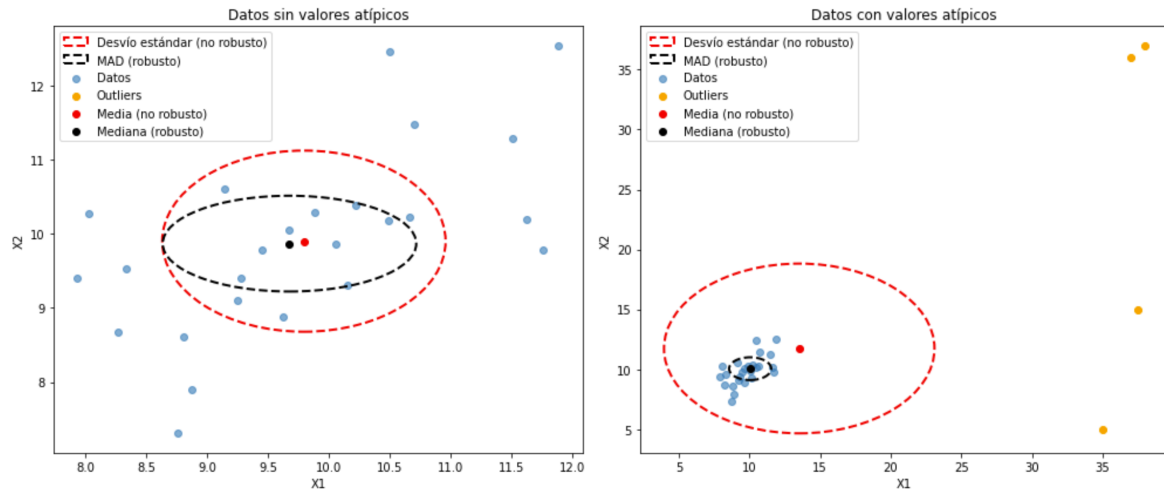 Datos sin valores atípicos
Desvío estándar (no robusto)
MAD (robusto)
Datos
Outliers
Media (no robusto)
Mediana (robusto)
12
11
10
9
8
X2
8.0 8.5 9.0 9.5 10.0 10.5 11.0 11.5 12.0
X1
Datos con valores atípicos
Desvío estándar (no robusto)
MAD (robusto)
Datos
Outliers
Media (no robusto)
Mediana (robusto)
35
30
25
20
15
10
5
X2
5 10 15 20 25 30 35
X1